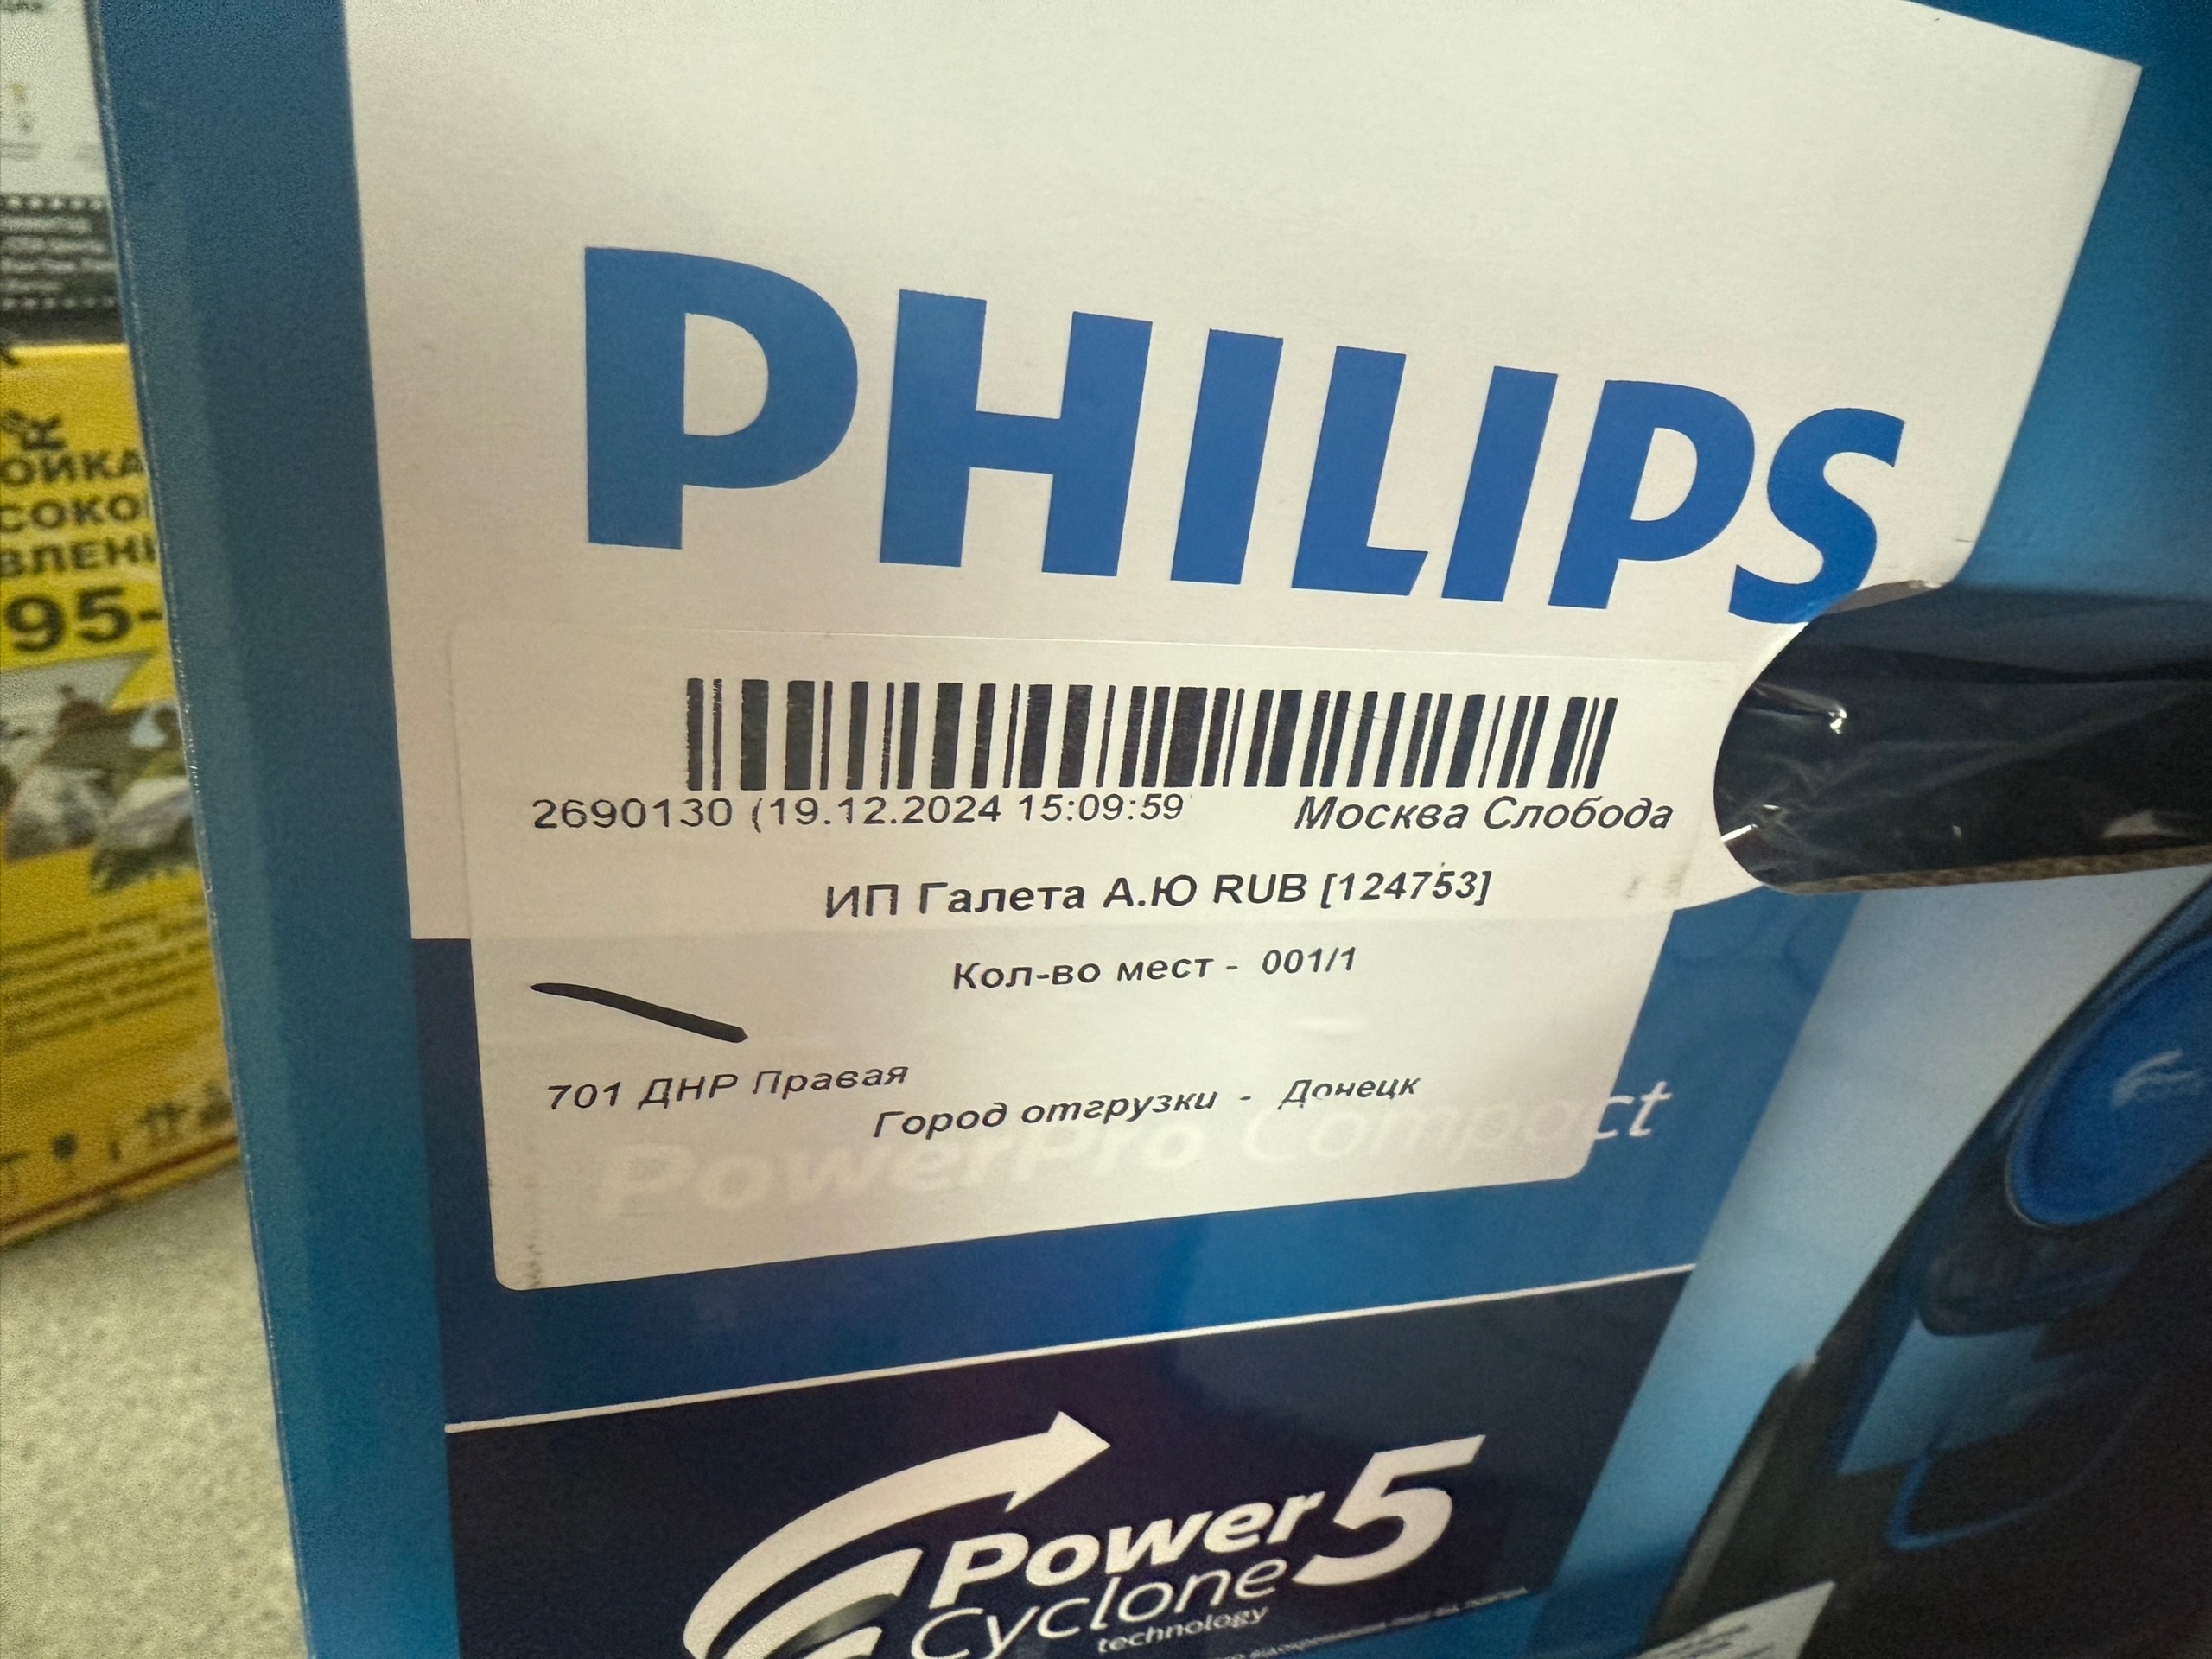 PHILIPS
2690130 (19.12.2024 15:09:59 Москва Слобода
ИП Галета А.Ю RUB [124753]
Кол-во мест - 001/1
701 ДНР Правая
Город отгрузки - Донецк
PowerPro Compact
Power 5
Cyclone
technology
95-